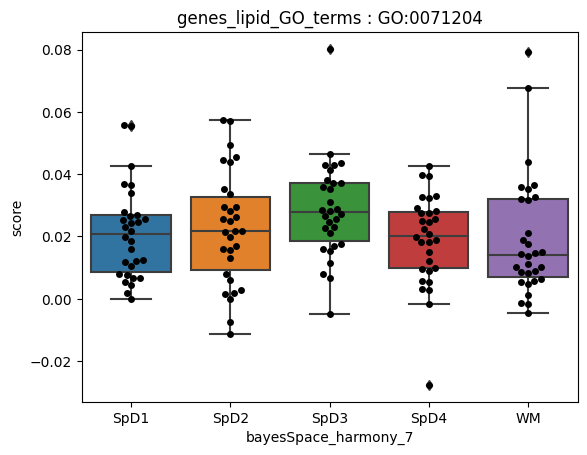 genes_lipid_GO_terms : GO:0071204
score
0.08
0.06
0.04
0.02
0.00
−0.02
SpD1 SpD2 SpD3 SpD4 WM
bayesSpace_harmony_7